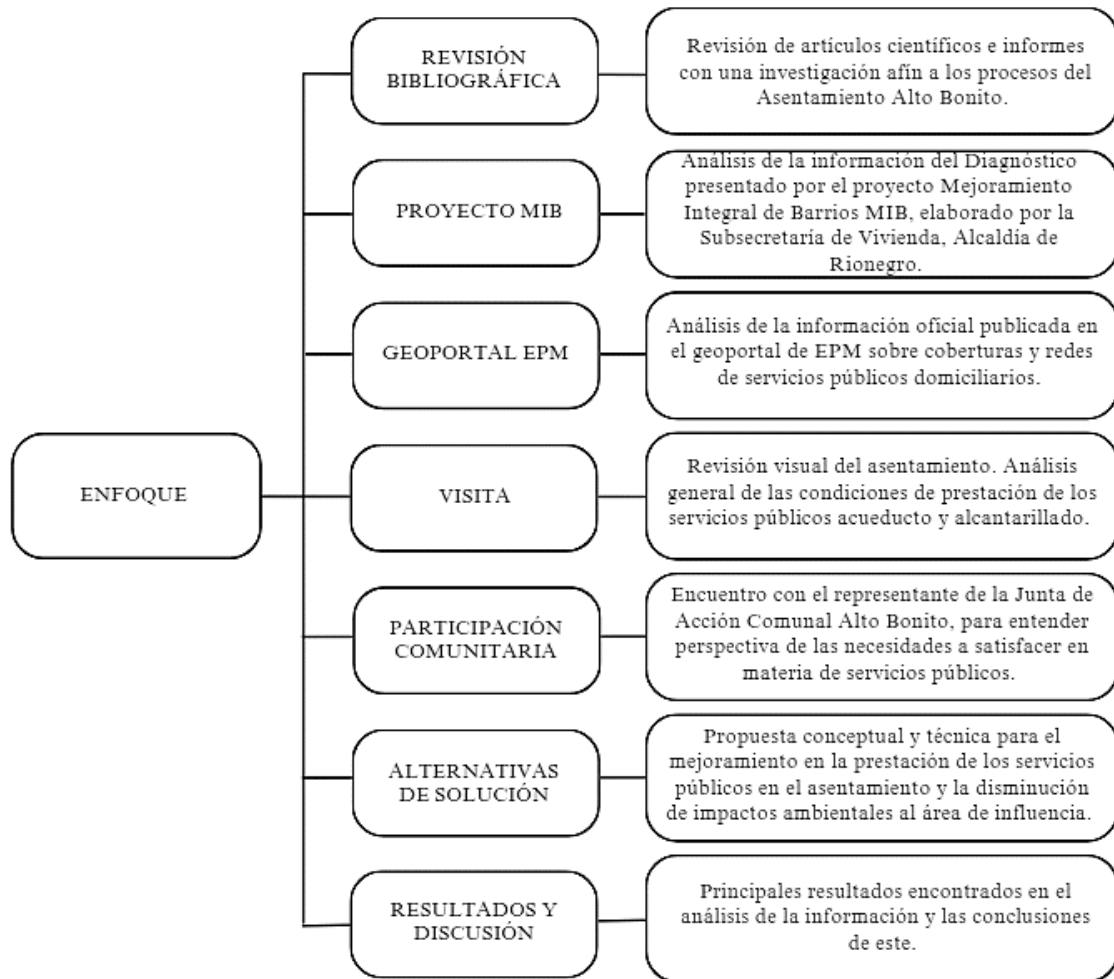 REVISIÓN
BIBLIOGRÁFICA
Revisión de artículos científicos e informes
con una investigación afín a los procesos del
Asentamiento Alto Bonito.
PROYECTO MIB
Análisis de la información del Diagnóstico
presentado por el proyecto Mejoramiento
Integral de Barrios MIB, elaborado por la
Subsecretaría de Vivienda, Alcaldía de
Rionegro.
GEOPORTAL EPM
Análisis de la información oficial publicada en
el geoportal de EPM sobre coberturas y redes
de servicios públicos domiciliarios.
ENFOQUE
VISITA
Revisión visual del asentamiento. Análisis
general de las condiciones de prestación de los
servicios públicos acueducto y alcantarillado.
PARTICIPACIÓN
COMUNITARIA
Encuentro con el representante de la Junta de
Acción Comunal Alto Bonito, para entender
perspectiva de las necesidades a satisfacer en
materia de servicios públicos.
ALTERNATIVAS
DE SOLUCIÓN
Propuesta conceptual y técnica para el
mejoramiento en la prestación de los servicios
públicos en el asentamiento y la disminución
de impactos ambientales al área de influencia.
RESULTADOS Y
DISCUSIÓN
Principales resultados encontrados en el
análisis de la información y las conclusiones
de este.